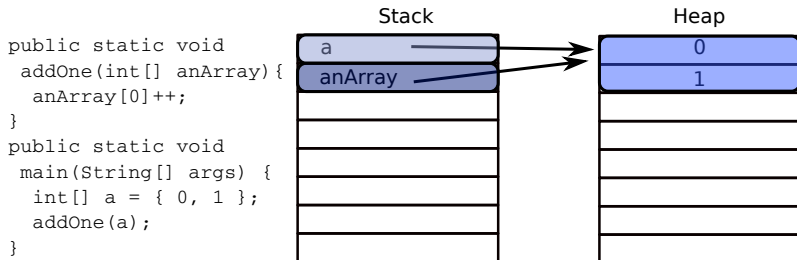 public static void
addOne(int[] anArray){
anArray[0]++;
}
public static void
main(String[] args) {
int[] a = { 0, 1 };
addOne(a);
}
Stack
a
anArray
Heap
0
1